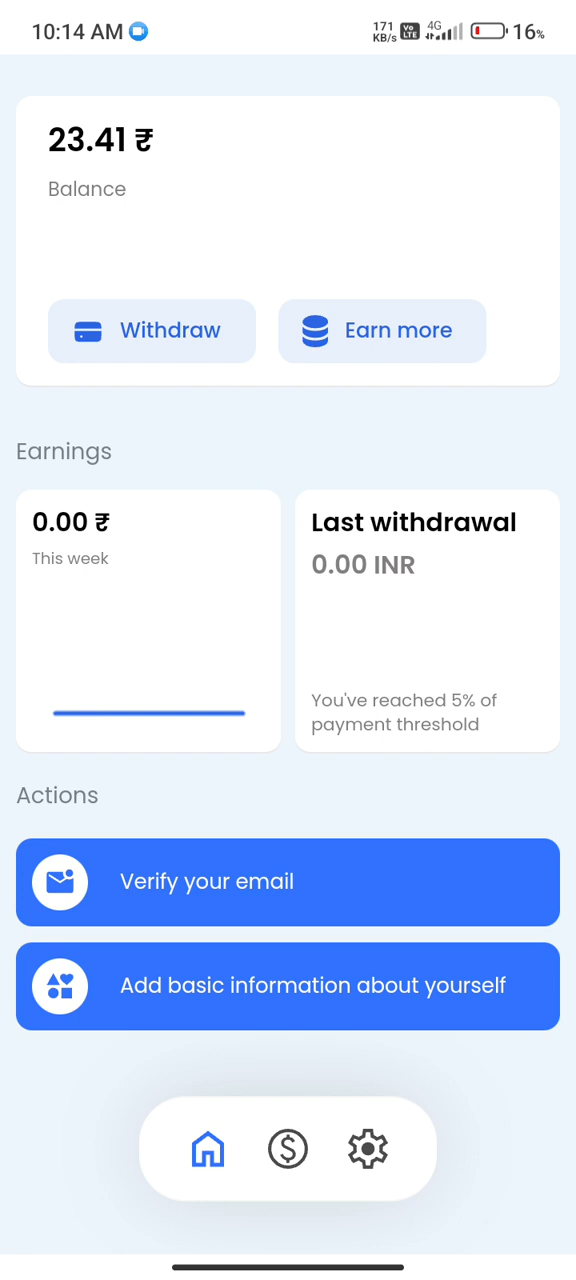 10:14 AM 171 KB/s Vo LTE 4G 16%
23.41 ₹
Balance
Withdraw Earn more
Earnings
0.00 ₹
This week
Last withdrawal
0.00 INR
You've reached 5% of
payment threshold
Actions
Verify your email
Add basic information about yourself